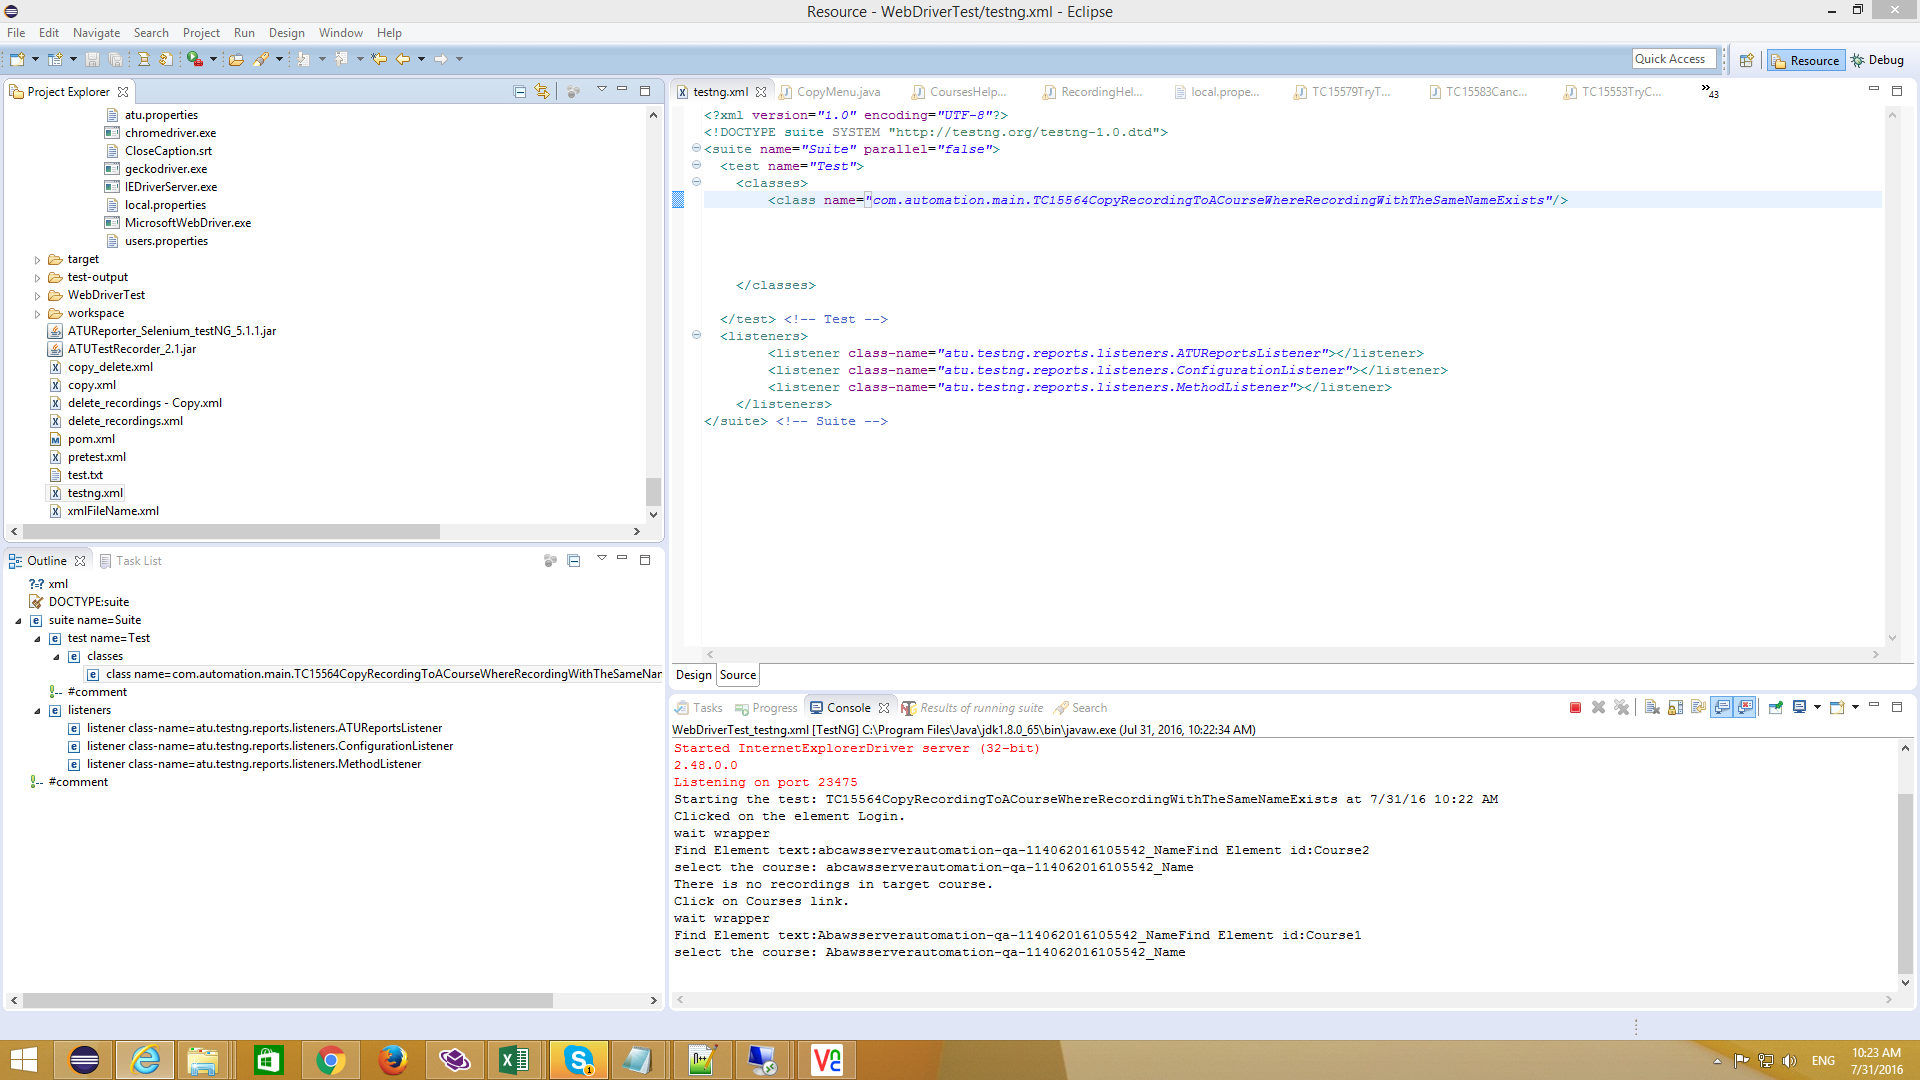 Resource - WebDriverTest/testng.xml - Eclipse
File Edit Navigate Search Project Run Design Window Help
Quick Access Resource Debug
Project Explorer
atu.properties
chromedriver.exe
CloseCaption.srt
geckodriver.exe
IEDriverServer.exe
local.properties
MicrosoftWebDriver.exe
users.properties
target
test-output
WebDriverTest
workspace
ATUReporter_Selenium_testNG_5.1.1.jar
ATUTestRecorder_2.1.jar
copy_delete.xml
copy.xml
delete_recordings - Copy.xml
delete_recordings.xml
pom.xml
pretest.xml
test.txt
testng.xml
xmlFileName.xml
Outline Task List
xml
DOCTYPE:suite
suite name=Suite
test name=Test
classes
class name=com.automation.main.TC15564CopyRecordingToACourseWhereRecordingWithTheSameNar
#comment
listeners
listener class-name=atu.testng.reports.listeners.ATUReportsListener
listener class-name=atu.testng.reports.listeners.ConfigurationListener
listener class-name=atu.testng.reports.listeners.MethodListener
#comment
testng.xml CopyMenu.java CoursesHelp... RecordingHel... local.prope... TC15579TryT... TC15583Canc... TC15553TryC... »43
<?xml version="1.0" encoding="UTF-8"?>
<!DOCTYPE suite SYSTEM "http://testng.org/testng-1.0.dtd">
<suite name="Suite" parallel="false">
<test name="Test">
<classes>
<class name="com.automation.main.TC15564CopyRecordingToACourseWhereRecordingWithTheSameNameExists"/>
</classes>
</test> <!-- Test -->
<listeners>
<listener class-name="atu.testng.reports.listeners.ATUReportsListener"></listener>
<listener class-name="atu.testng.reports.listeners.ConfigurationListener"></listener>
<listener class-name="atu.testng.reports.listeners.MethodListener"></listener>
</listeners>
</suite> <!-- Suite -->
Design Source
Tasks Progress Console Results of running suite Search
WebDriverTest_testng.xml [TestNG] C:\Program Files\Java\jdk1.8.0_65\bin\javaw.exe (Jul 31, 2016, 10:22:34 AM)
Started InternetExplorerDriver server (32-bit)
2.48.0.0
Listening on port 23475
Starting the test: TC15564CopyRecordingToACourseWhereRecordingWithTheSameNameExists at 7/31/16 10:22 AM
Clicked on the element Login.
wait wrapper
Find Element text:abcawsserverautomation-qa-114062016105542_NameFind Element id:Course2
select the course: abcawsserverautomation-qa-114062016105542_Name
There is no recordings in target course.
Click on Courses link.
wait wrapper
Find Element text:Abawsserverautomation-qa-114062016105542_NameFind Element id:Course1
select the course: Abawsserverautomation-qa-114062016105542_Name
ENG
10:23 AM
7/31/2016